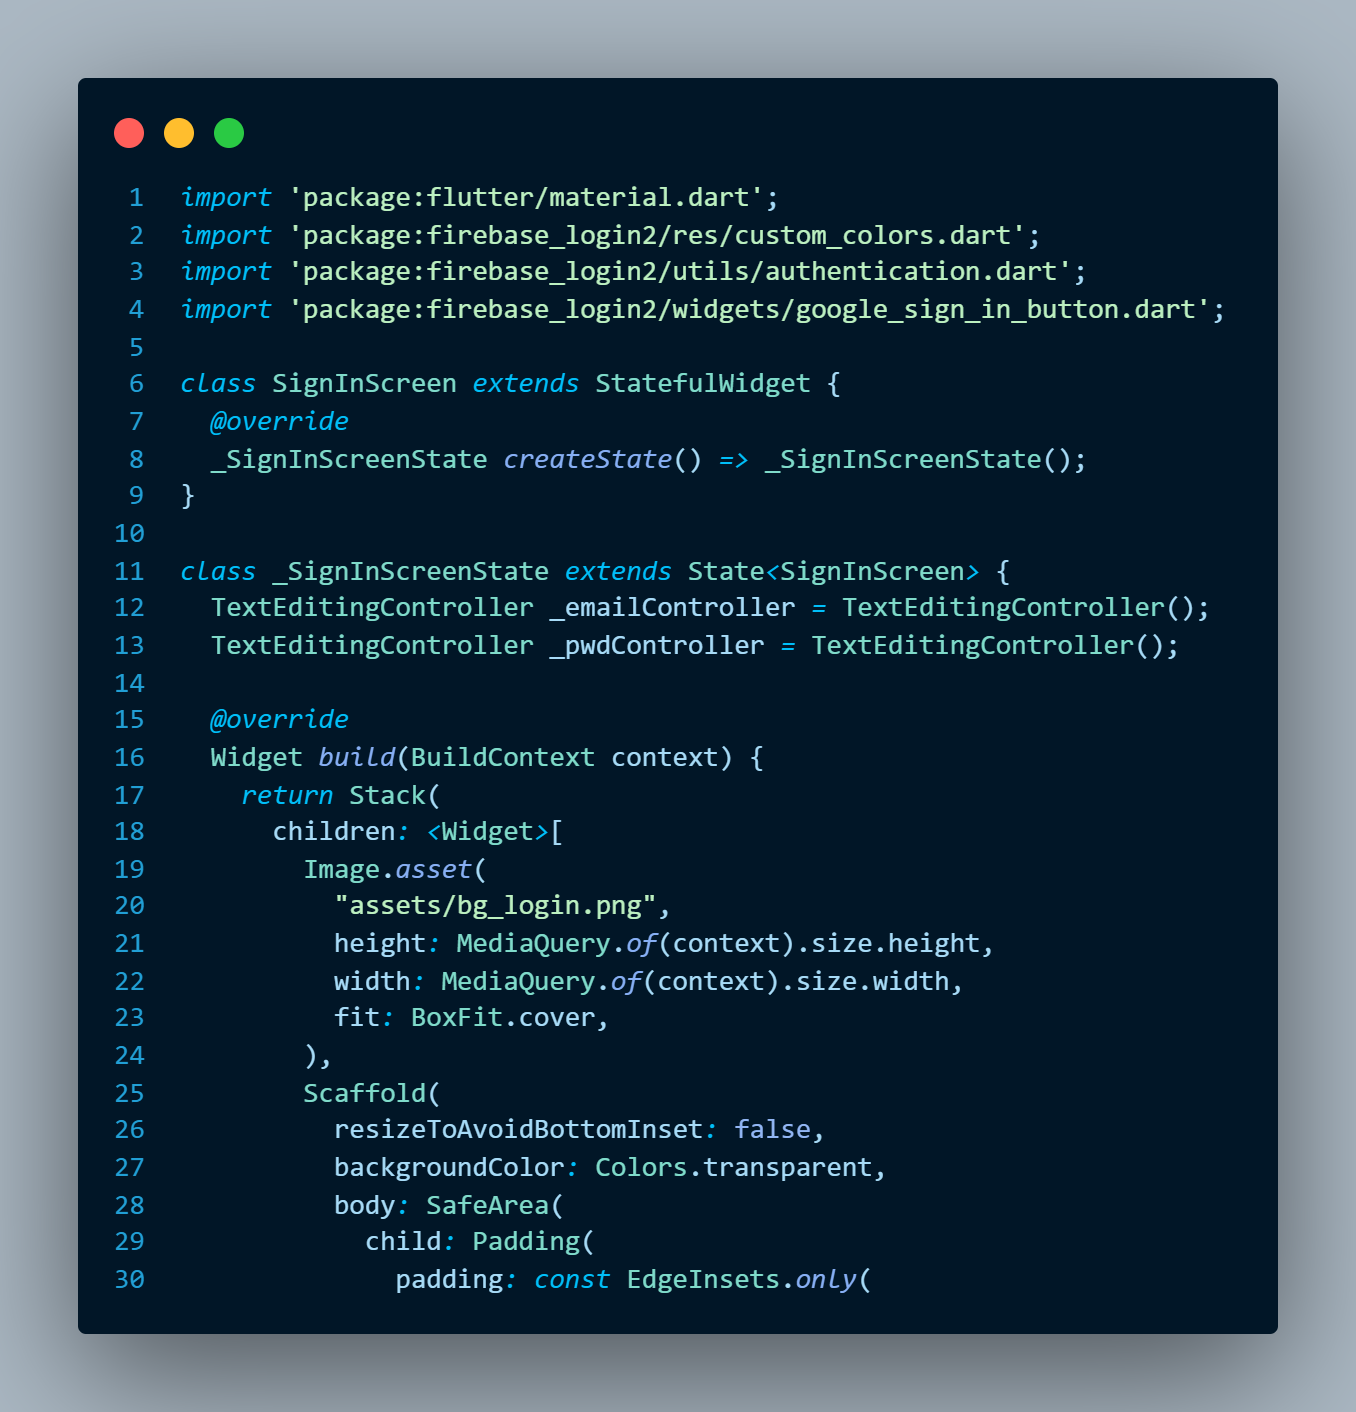 1 import 'package:flutter/material.dart';
2 import 'package:firebase_login2/res/custom_colors.dart';
3 import 'package:firebase_login2/utils/authentication.dart';
4 import 'package:firebase_login2/widgets/google_sign_in_button.dart';
5
6 class SignInScreen extends StatefulWidget {
7   @override
8   _SignInScreenState createState() => _SignInScreenState();
9 }
10
11 class _SignInScreenState extends State<SignInScreen> {
12   TextEditingController _emailController = TextEditingController();
13   TextEditingController _pwdController = TextEditingController();
14
15   @override
16   Widget build(BuildContext context) {
17     return Stack(
18       children: <Widget>[
19         Image.asset(
20           "assets/bg_login.png",
21           height: MediaQuery.of(context).size.height,
22           width: MediaQuery.of(context).size.width,
23           fit: BoxFit.cover,
24         ),
25         Scaffold(
26           resizeToAvoidBottomInset: false,
27           backgroundColor: Colors.transparent,
28           body: SafeArea(
29             child: Padding(
30               padding: const EdgeInsets.only(